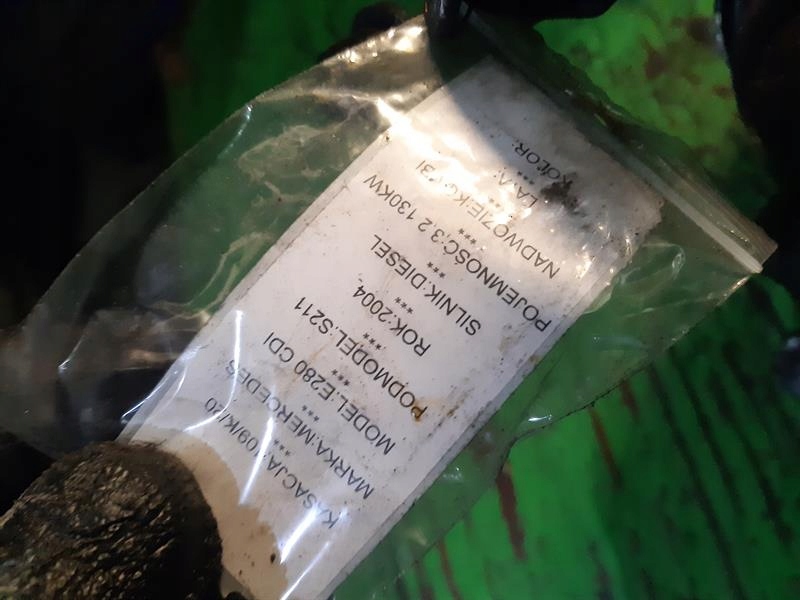 KASACJA:109/K/20
***
MARKA:MERCEDES
***
MODEL:E280 CDI
***
PODMODEL:S211
***
ROK:2004
***
SILNIK:DIESEL
***
POJEMNOŚĆ:3.2 130KW
***
NADWOZIE:KOMBI
***
***
KOLOR: